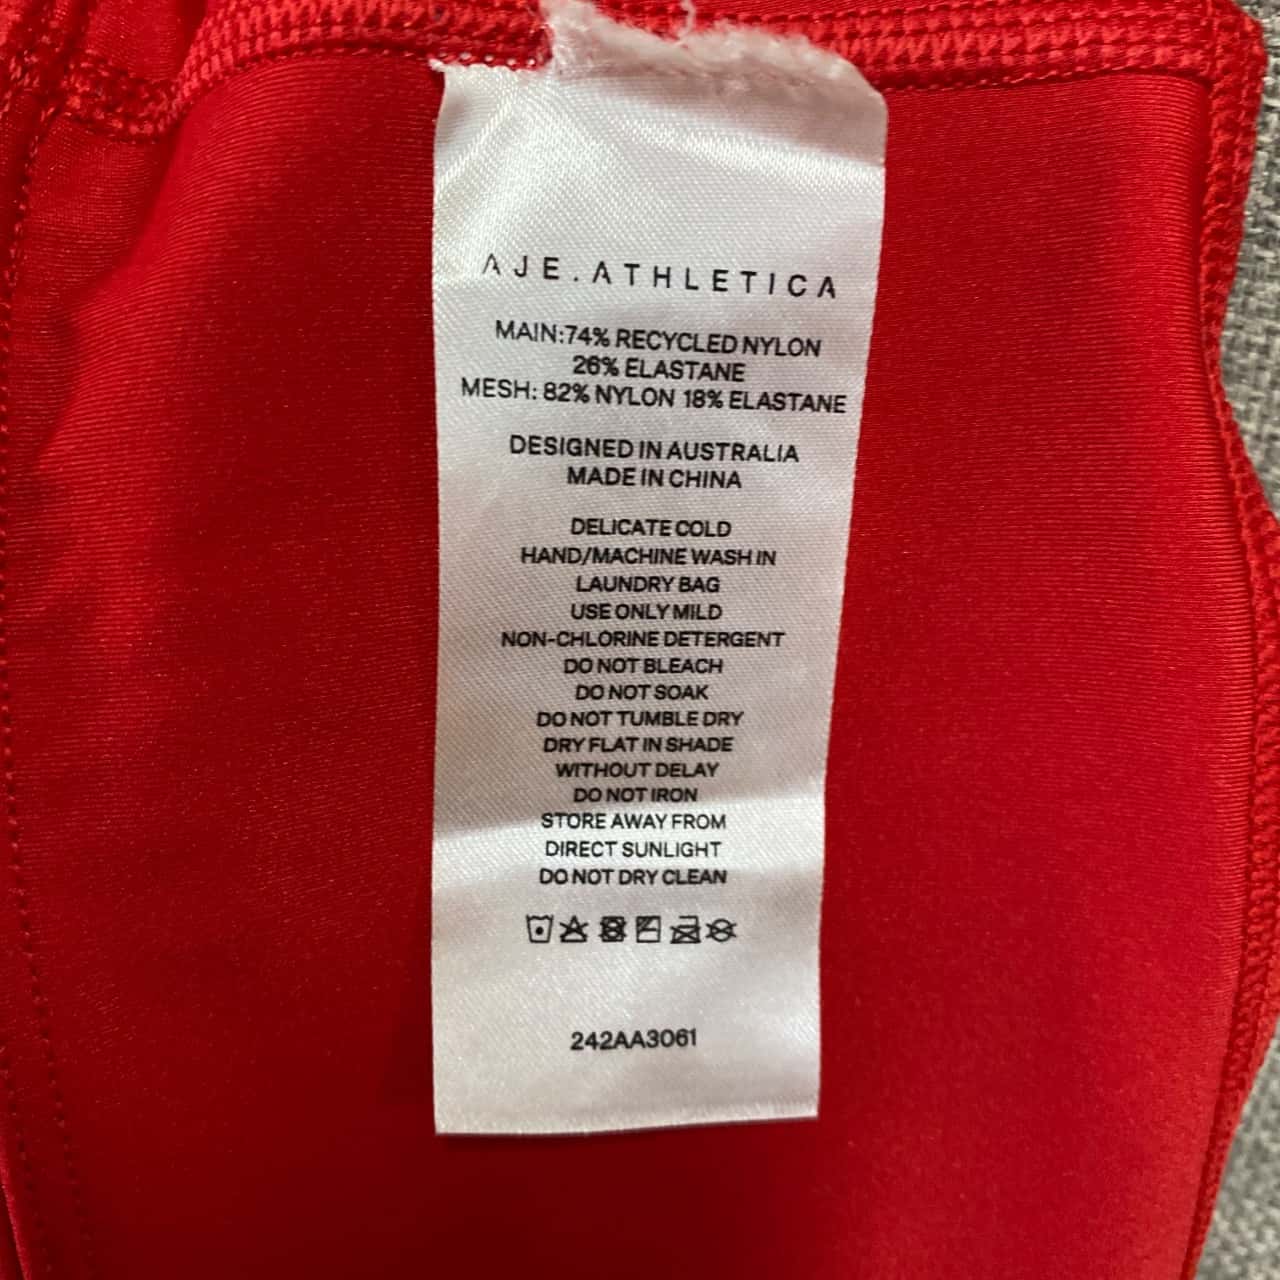 AJE.ATHLETICA
MAIN:74% RECYCLED NYLON
26% ELASTANE
MESH: 82% NYLON 18% ELASTANE
DESIGNED IN AUSTRALIA
MADE IN CHINA
DELICATE COLD
HAND/MACHINE WASH IN
LAUNDRY BAG
USE ONLY MILD
NON-CHLORINE DETERGENT
DO NOT BLEACH
DO NOT SOAK
DO NOT TUMBLE DRY
DRY FLAT IN SHADE
WITHOUT DELAY
DO NOT IRON
STORE AWAY FROM
DIRECT SUNLIGHT
DO NOT DRY CLEAN
242AA3061